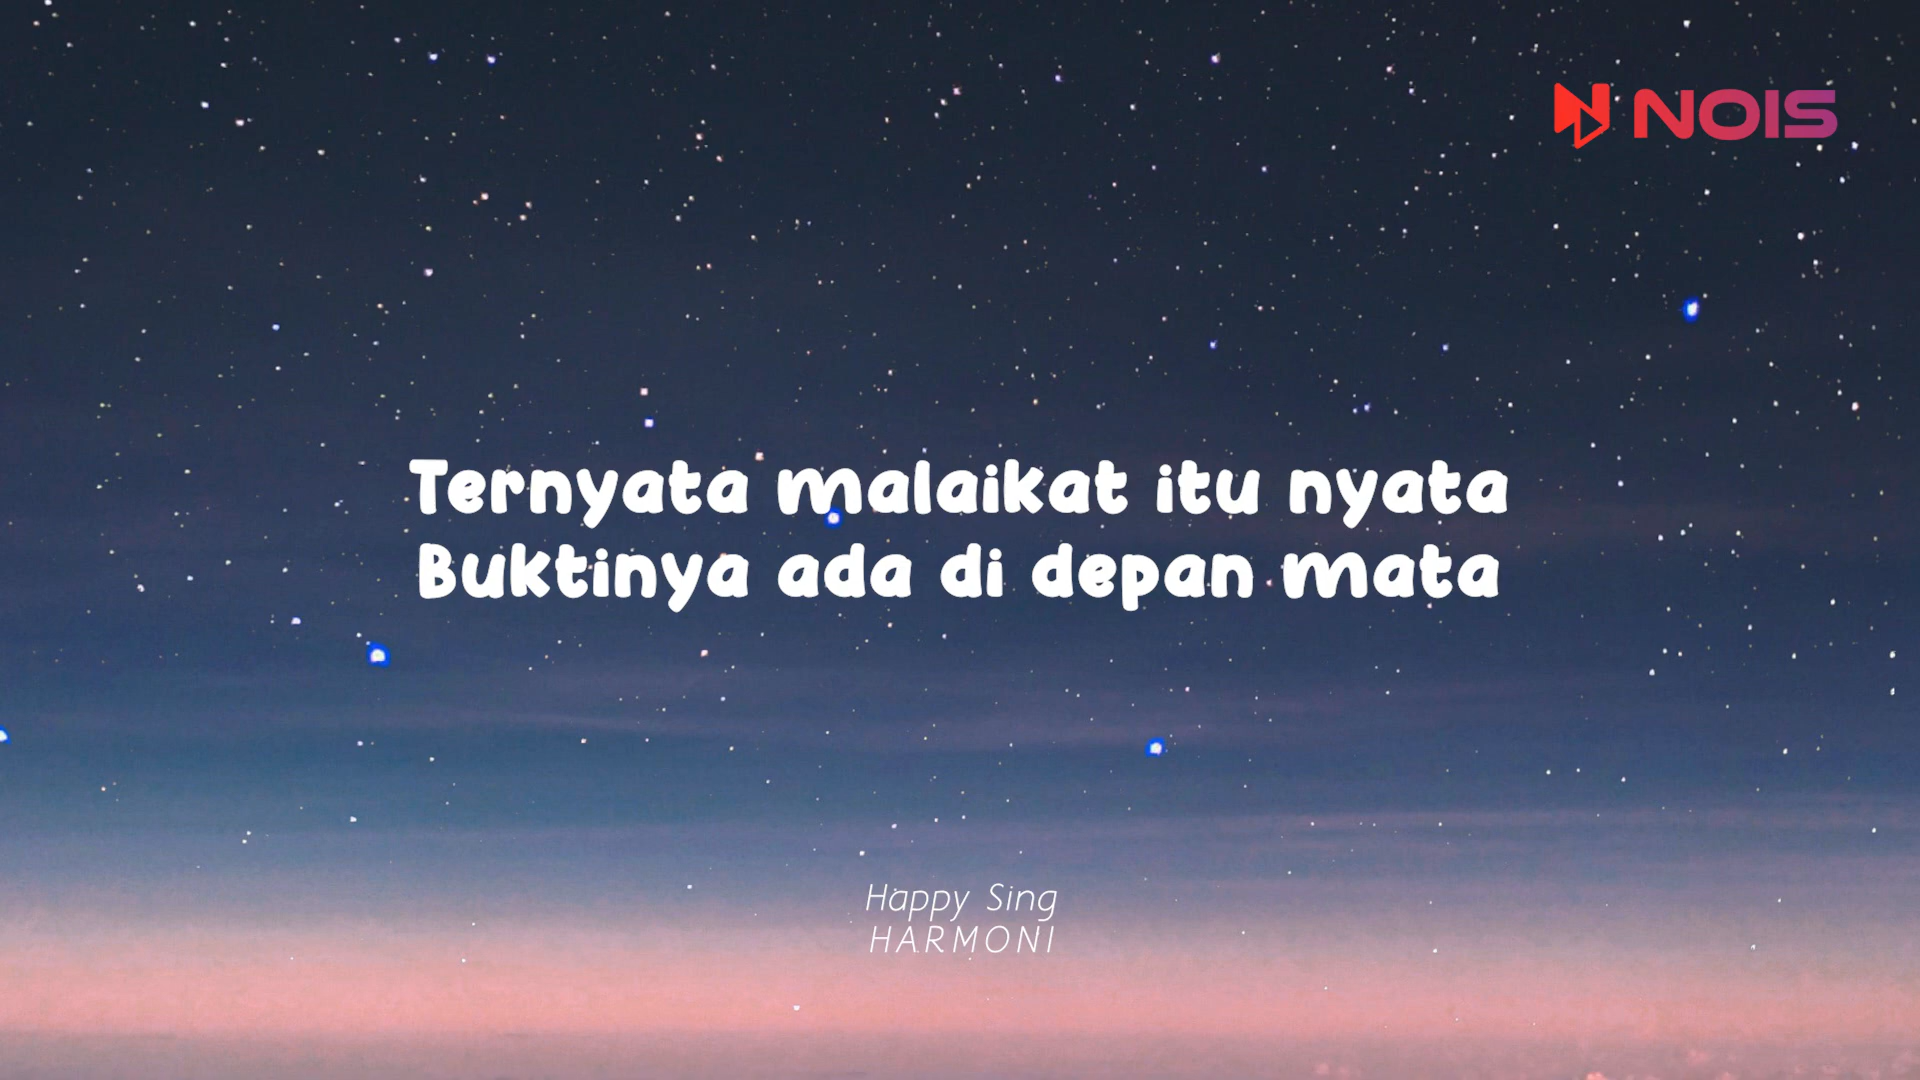 NOIS
Ternyata malaikat itu nyata
Buktinya ada di depan mata
Happy Sing
HARMONI